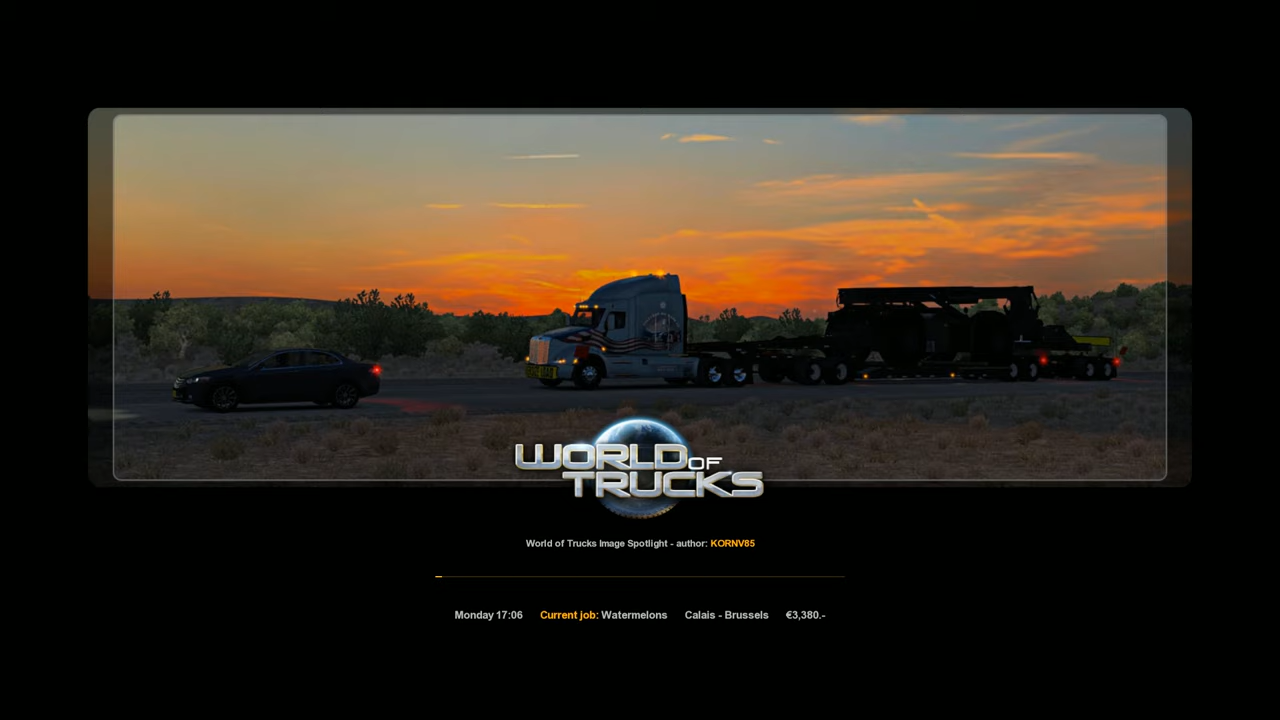 WORLD OF
TRUCKS
World of Trucks Image Spotlight - author: KORNV85
Monday 17:06 Current job: Watermelons Calais - Brussels €3,380.-